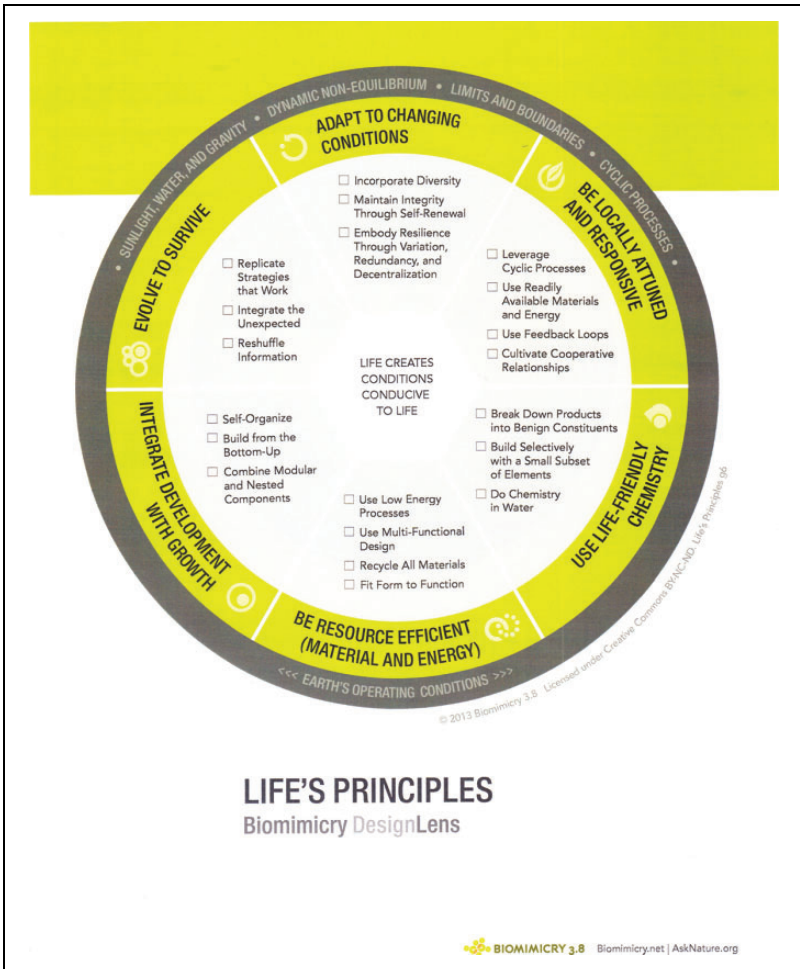 • SUNLIGHT, WATER, AND GRAVITY • DYNAMIC NON-EQUILIBRIUM • LIMITS AND BOUNDARIES • CYCLIC PROCESSES •
ADAPT TO CHANGING
CONDITIONS
Incorporate Diversity
Maintain Integrity
Through Self-Renewal
Embody Resilience
Through Variation,
Redundancy, and
Decentralization
BE LOCALLY ATTUNED
AND RESPONSIVE
Leverage
Cyclic Processes
Use Readily
Available Materials
and Energy
Use Feedback Loops
Cultivate Cooperative
Relationships
USE LIFE-FRIENDLY
CHEMISTRY
Break Down Products
into Benign Constituents
Build Selectively
with a Small Subset
of Elements
Do Chemistry
in Water
BE RESOURCE EFFICIENT
(MATERIAL AND ENERGY)
Use Low Energy
Processes
Use Multi-Functional
Design
Recycle All Materials
Fit Form to Function
INTEGRATE DEVELOPMENT
WITH GROWTH
Self-Organize
Build from the
Bottom-Up
Combine Modular
and Nested
Components
EVOLVE TO SURVIVE
Replicate
Strategies
that Work
Integrate the
Unexpected
Reshuffle
Information
LIFE CREATES
CONDITIONS
CONDUCIVE
TO LIFE
<<< EARTH'S OPERATING CONDITIONS >>>
© 2013 Biomimicry 3.8 Licensed under Creative Commons BY-NC-ND. Life's Principles g6
LIFE'S PRINCIPLES
Biomimicry DesignLens
BIOMIMICRY 3.8 Biomimicry.net | AskNature.org